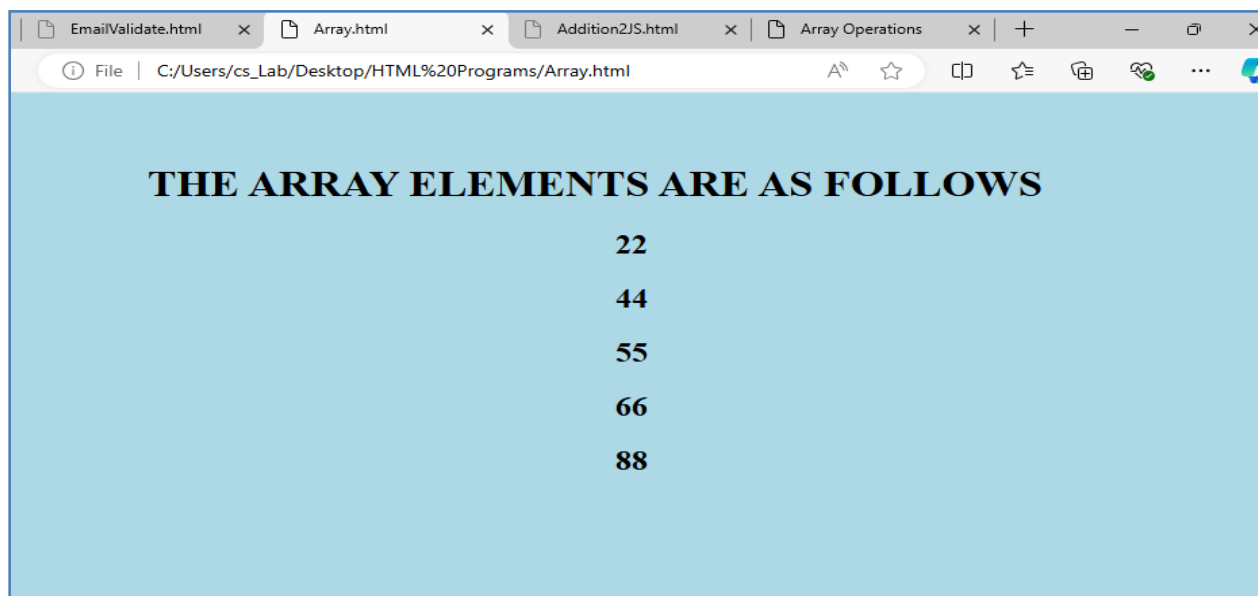 EmailValidate.html Array.html Addition2JS.html Array Operations
File C:/Users/cs_Lab/Desktop/HTML%20Programs/Array.html
THE ARRAY ELEMENTS ARE AS FOLLOWS
22
44
55
66
88